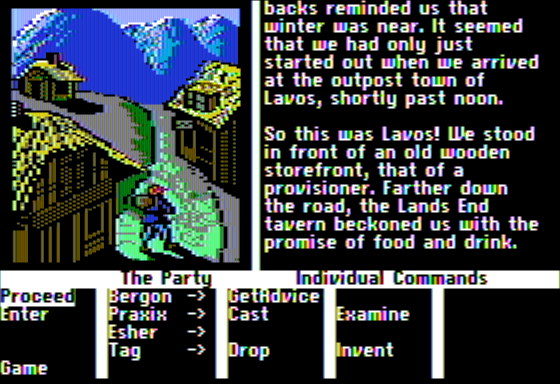 backs reminded us that
winter was near. It seemed
that we had only just
started out when we arrived
at the outpost town of
Lavos, shortly past noon.
So this was Lavos! We stood
in front of an old wooden
storefront, that of a
provisioner. Farther down
the road, the Lands End
tavern beckoned us with the
promise of food and drink.
The Party Individual Commands
Proceed Bergon -> GetAdvice
Enter Praxix -> Cast Examine
Esher ->
Tag -> Drop Invent
Game